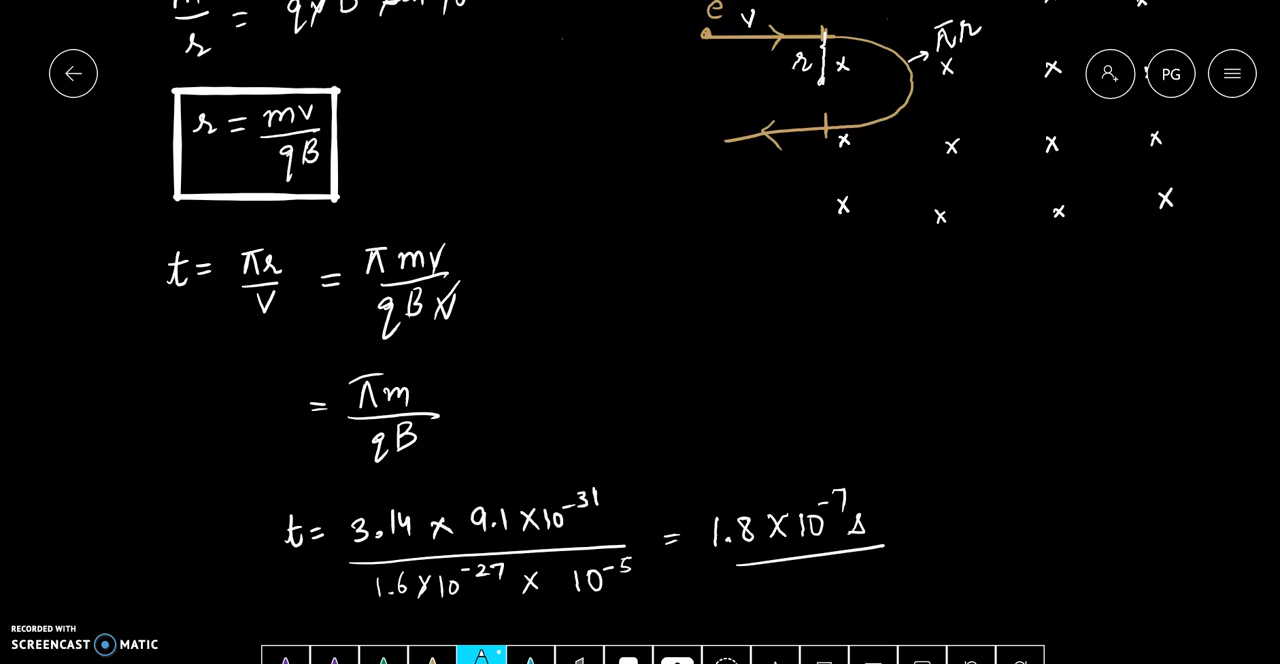 e v
πr
r
PG
r = mv / qB
t = πr / v = πmv / qBv
= πm / qB
t = 3.14 × 9.1 × 10⁻³¹ / 1.6 × 10⁻²⁷ × 10⁻⁵ = 1.8 × 10⁻⁷ s
RECORDED WITH
SCREENCAST MATIC